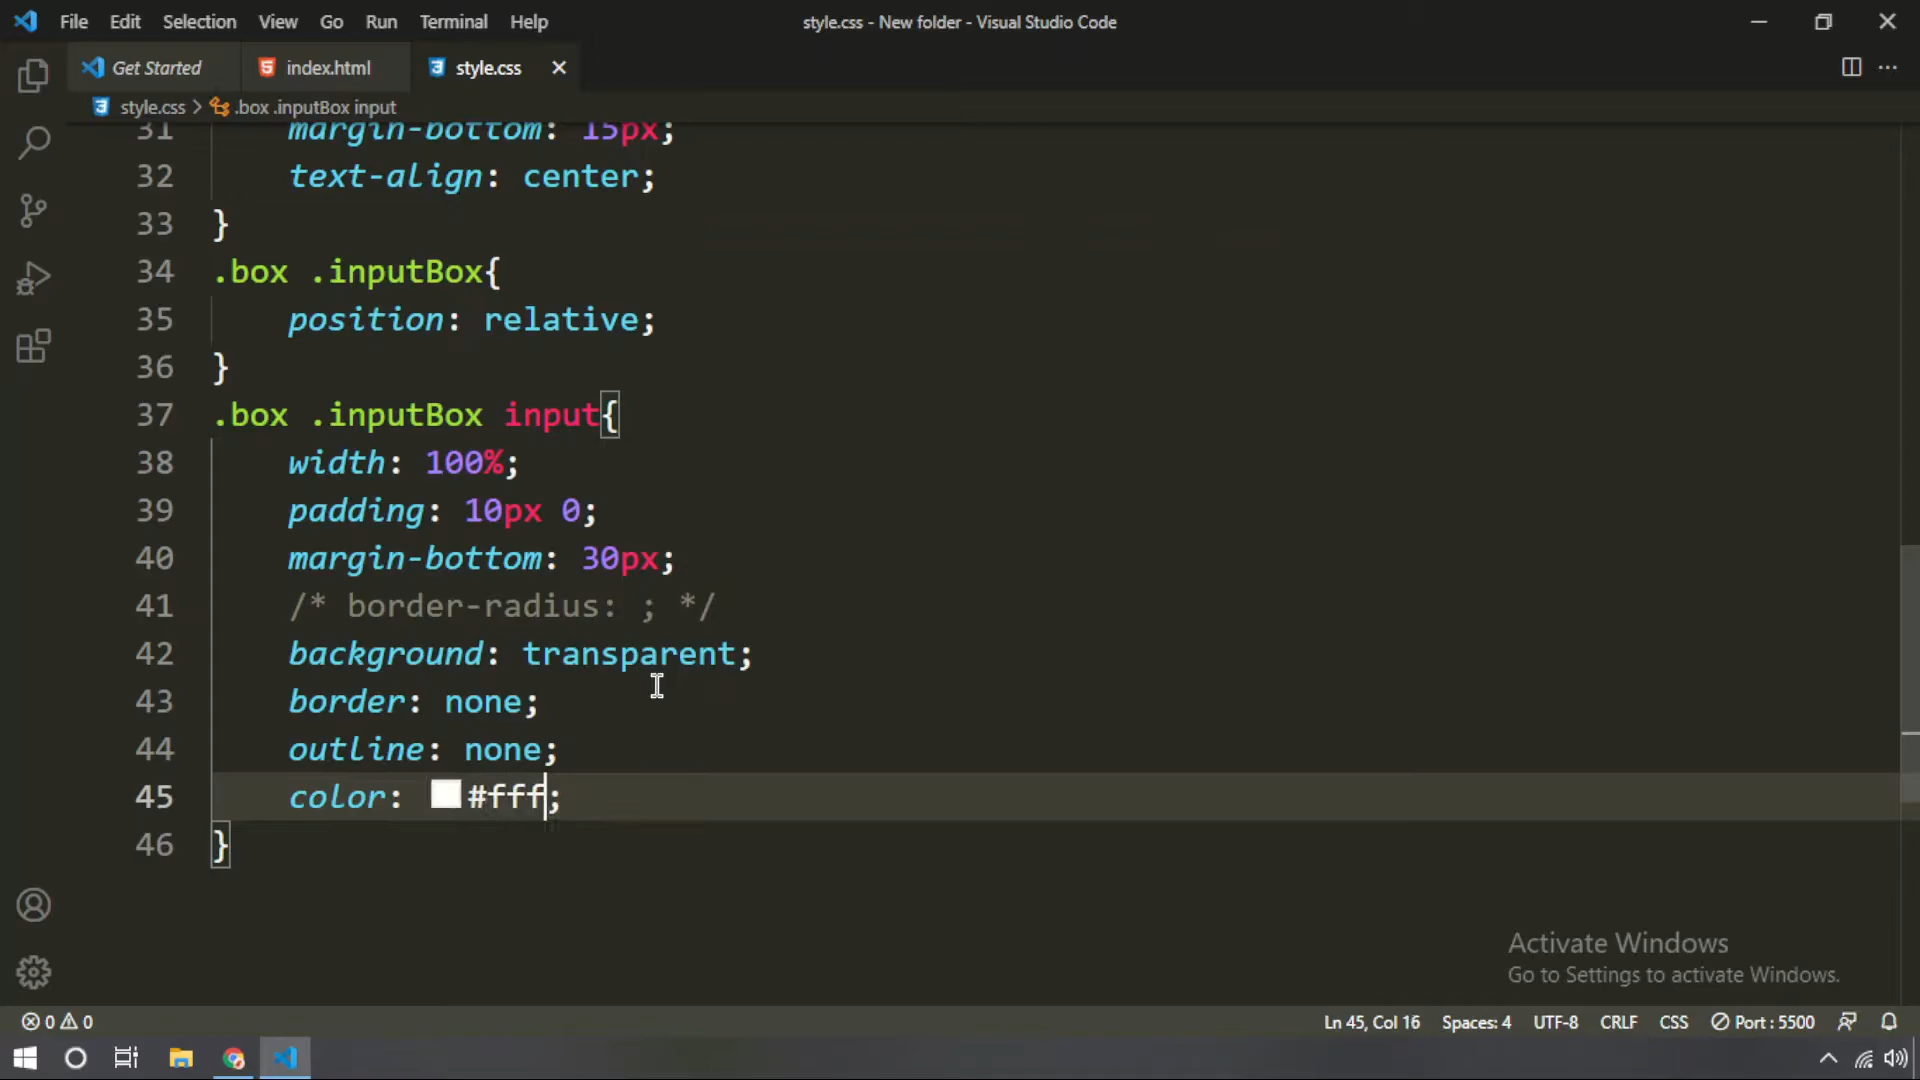 File Edit Selection View Go Run Terminal Help
style.css - New folder - Visual Studio Code
Get Started
index.html
style.css
style.css > .box .inputBox input
31 margin-bottom: 15px;
32 text-align: center;
33 }
34 .box .inputBox{
35 position: relative;
36 }
37 .box .inputBox input{
38 width: 100%;
39 padding: 10px 0;
40 margin-bottom: 30px;
41 /* border-radius: ; */
42 background: transparent;
43 border: none;
44 outline: none;
45 color: #fff;
46 }
Activate Windows
Go to Settings to activate Windows.
0 0
Ln 45, Col 16 Spaces: 4 UTF-8 CRLF CSS Port : 5500